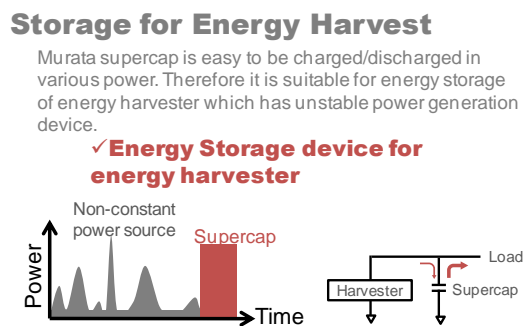 Storage for Energy Harvest
Murata supercap is easy to be charged/discharged in
various power. Therefore it is suitable for energy storage
of energy harvester which has unstable power generation
device.
✓Energy Storage device for
energy harvester
Non-constant
power source
Supercap
Power
Time
Load
Harvester
Supercap